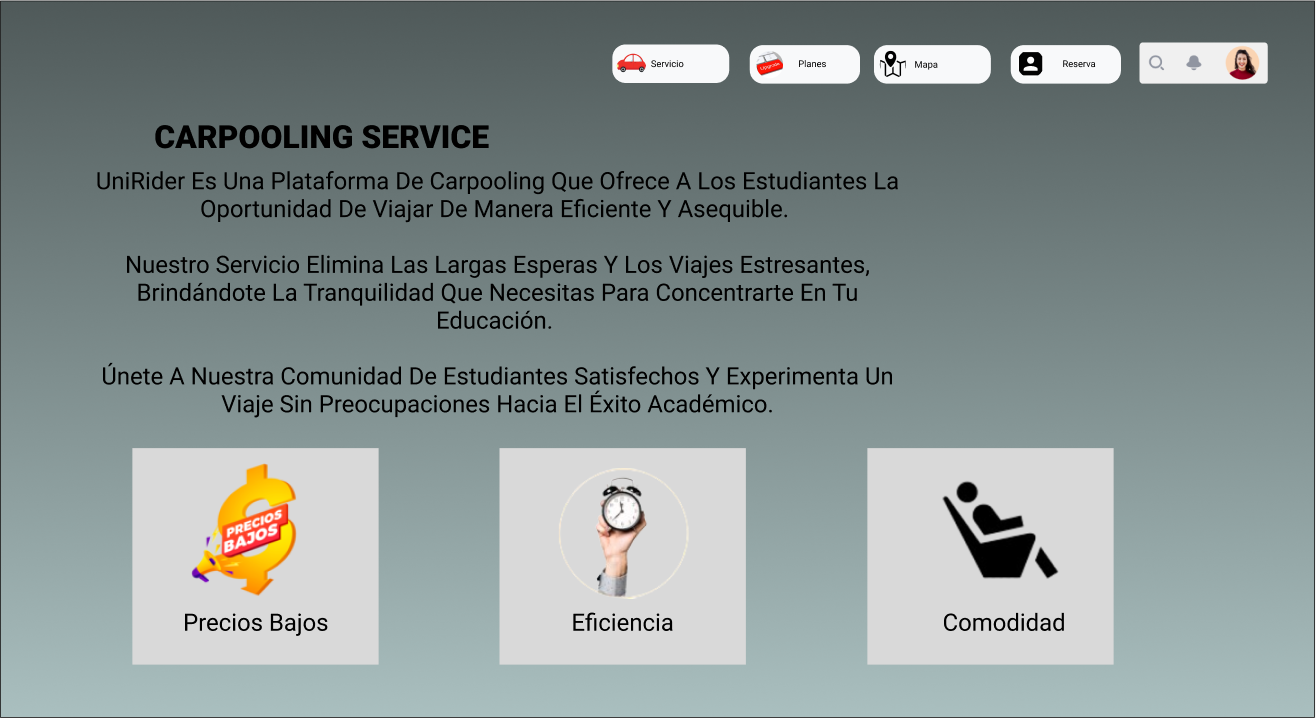 Servicio
Upgrade
Planes
Mapa
Reserva
CARPOOLING SERVICE
UniRider Es Una Plataforma De Carpooling Que Ofrece A Los Estudiantes La
Oportunidad De Viajar De Manera Eficiente Y Asequible.
Nuestro Servicio Elimina Las Largas Esperas Y Los Viajes Estresantes,
Brindándote La Tranquilidad Que Necesitas Para Concentrarte En Tu
Educación.
Únete A Nuestra Comunidad De Estudiantes Satisfechos Y Experimenta Un
Viaje Sin Preocupaciones Hacia El Éxito Académico.
PRECIOS
BAJOS
Precios Bajos
Eficiencia
Comodidad